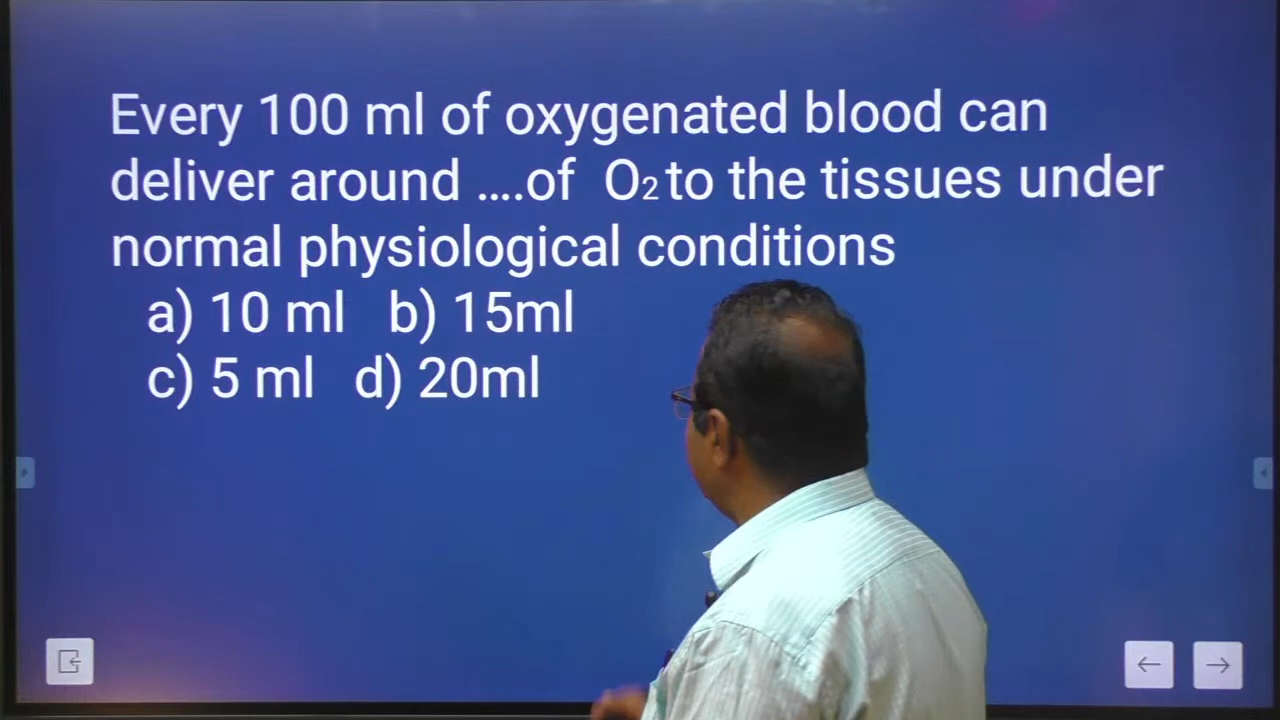 Every 100 ml of oxygenated blood can
deliver around ....of O₂ to the tissues under
normal physiological conditions
a) 10 ml b) 15ml
c) 5 ml d) 20ml